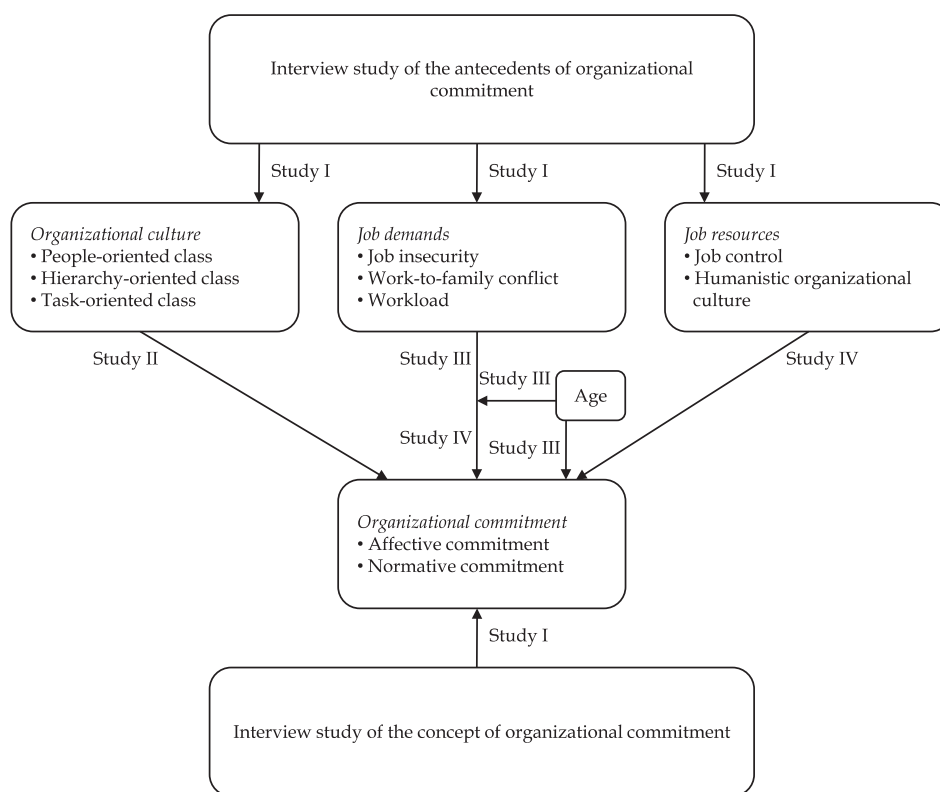 Interview study of the antecedents of organizational
commitment
Study I
Study I
Study I
Organizational culture
• People-oriented class
• Hierarchy-oriented class
• Task-oriented class
Job demands
• Job insecurity
• Work-to-family conflict
• Workload
Job resources
• Job control
• Humanistic organizational
culture
Study II
Study III
Study IV
Study III
Age
Study IV
Study III
Organizational commitment
• Affective commitment
• Normative commitment
Study I
Interview study of the concept of organizational commitment